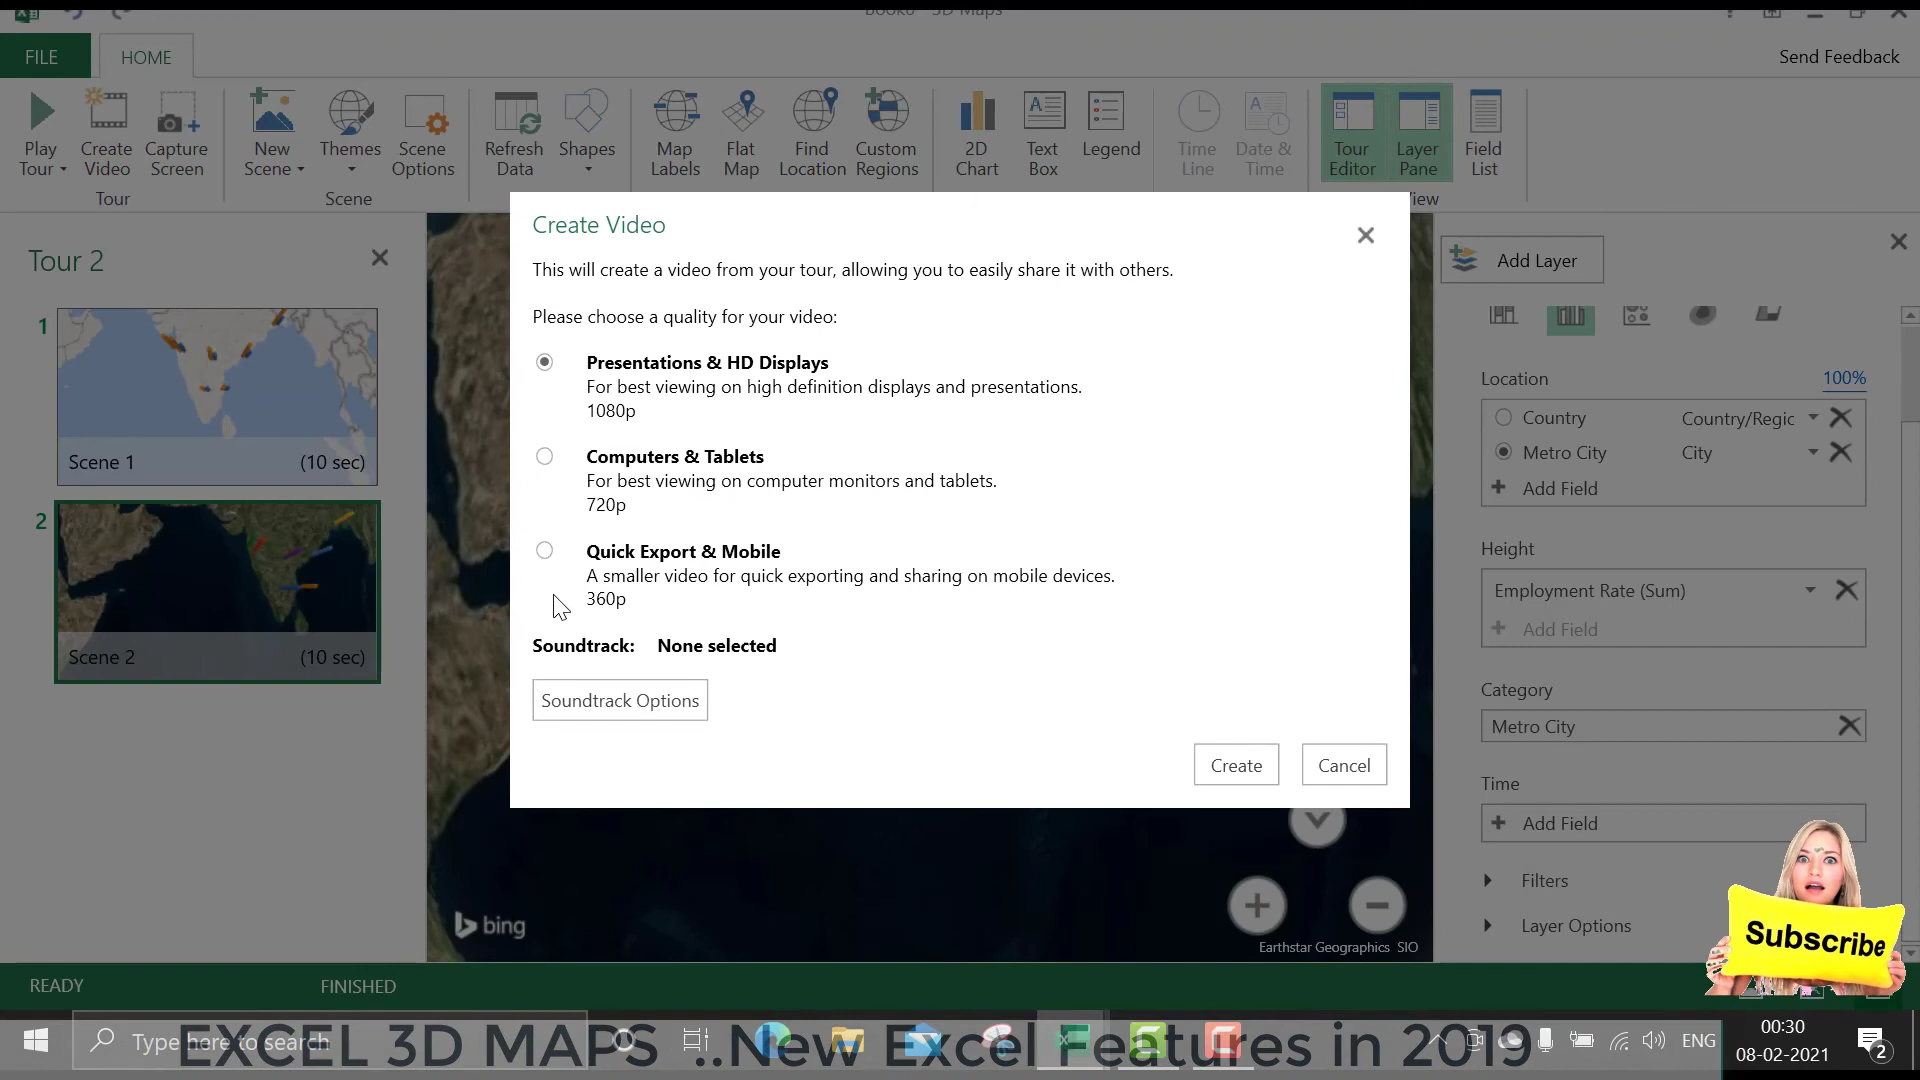 Book6 - 3D Maps
FILE
HOME
Send Feedback
Play Tour
Create Video
Capture Screen
Tour
New Scene
Themes
Scene Options
Scene
Refresh Data
Shapes
Map Labels
Flat Map
Find Location
Custom Regions
2D Chart
Text Box
Legend
Time Line
Date & Time
Tour Editor
Layer Pane
Field List
Tour 2
1
Scene 1 (10 sec)
2
Scene 2 (10 sec)
Create Video
This will create a video from your tour, allowing you to easily share it with others.
Please choose a quality for your video:
Presentations & HD Displays
For best viewing on high definition displays and presentations.
1080p
Computers & Tablets
For best viewing on computer monitors and tablets.
720p
Quick Export & Mobile
A smaller video for quick exporting and sharing on mobile devices.
360p
Soundtrack: None selected
Soundtrack Options
Create
Cancel
bing
Earthstar Geographics SIO
Add Layer
Location 100%
Country Country/Regic
Metro City City
Add Field
Height
Employment Rate (Sum)
Add Field
Category
Metro City
Time
Add Field
Filters
Layer Options
Subscribe
READY
FINISHED
Type here to search
EXCEL 3D MAPS ...New Excel Features in 2019
ENG
00:30
08-02-2021
2